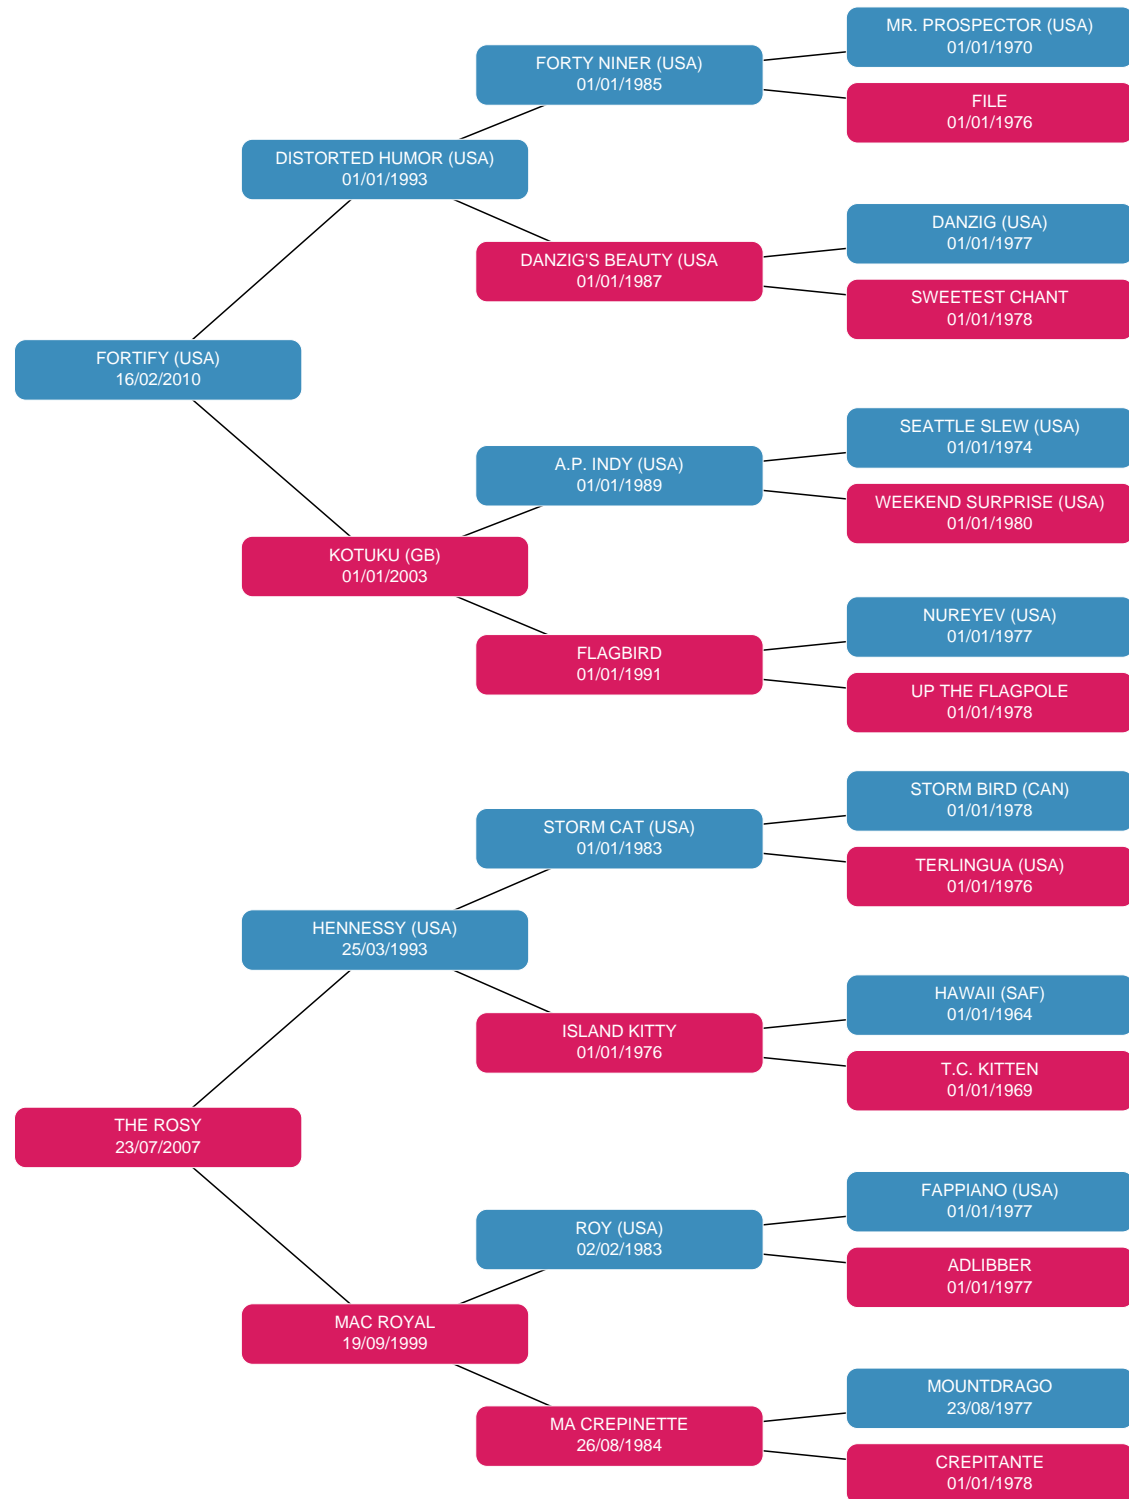 MR. PROSPECTOR (USA)
01/01/1970
FORTY NINER (USA)
01/01/1985
FILE
01/01/1976
DISTORTED HUMOR (USA)
01/01/1993
DANZIG (USA)
01/01/1977
DANZIG'S BEAUTY (USA
01/01/1987
SWEETEST CHANT
01/01/1978
FORTIFY (USA)
16/02/2010
SEATTLE SLEW (USA)
01/01/1974
A.P. INDY (USA)
01/01/1989
WEEKEND SURPRISE (USA)
01/01/1980
KOTUKU (GB)
01/01/2003
NUREYEV (USA)
01/01/1977
FLAGBIRD
01/01/1991
UP THE FLAGPOLE
01/01/1978
STORM BIRD (CAN)
01/01/1978
STORM CAT (USA)
01/01/1983
TERLINGUA (USA)
01/01/1976
HENNESSY (USA)
25/03/1993
HAWAII (SAF)
01/01/1964
ISLAND KITTY
01/01/1976
T.C. KITTEN
01/01/1969
THE ROSY
23/07/2007
FAPPIANO (USA)
01/01/1977
ROY (USA)
02/02/1983
ADLIBBER
01/01/1977
MAC ROYAL
19/09/1999
MOUNTDRAGO
23/08/1977
MA CREPINETTE
26/08/1984
CREPITANTE
01/01/1978